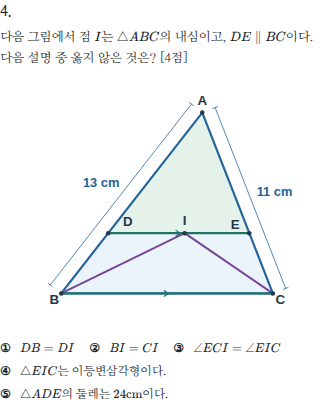 4.
다음 그림에서 점 I는 △ABC의 내심이고, DE ∥ BC이다.
다음 설명 중 옳지 않은 것은? [4점]
A
13 cm
11 cm
D I E
B C
① DB = DI ② BI = CI ③ ∠ECI = ∠EIC
④ △EIC는 이등변삼각형이다.
⑤ △ADE의 둘레는 24cm이다.